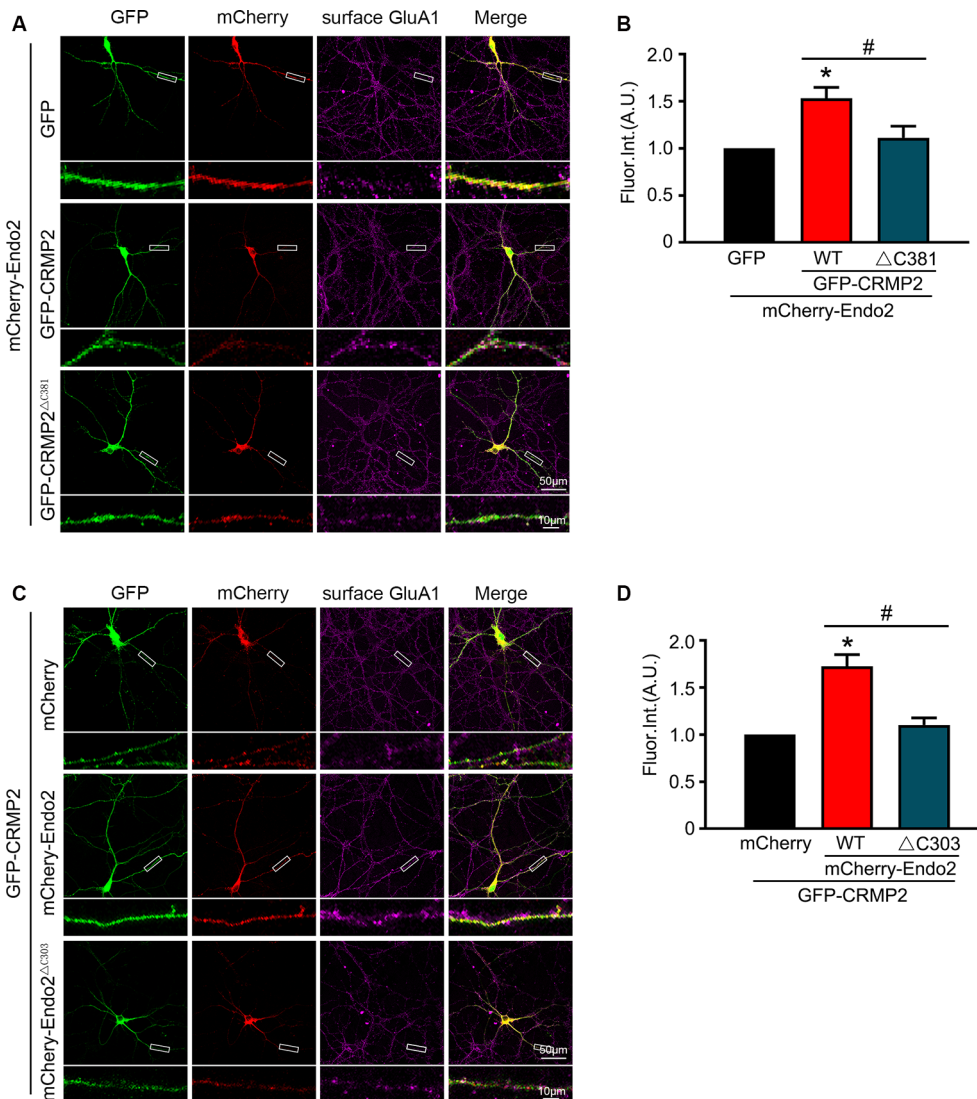 A
GFP mCherry surface GluA1 Merge
mCherry-Endo2
GFP
GFP-CRMP2
GFP-CRMP2△C381
50μm
10μm
B
Fluor.Int.(A.U.)
2.0
1.5
1.0
0.5
0
#
*
GFP WT △C381
GFP-CRMP2
mCherry-Endo2
C
GFP mCherry surface GluA1 Merge
GFP-CRMP2
mCherry
mChery-Endo2
mChery-Endo2△C303
50μm
10μm
D
Fluor.Int.(A.U.)
2.0
1.5
1.0
0.5
0
#
*
mCherry WT △C303
mCherry-Endo2
GFP-CRMP2